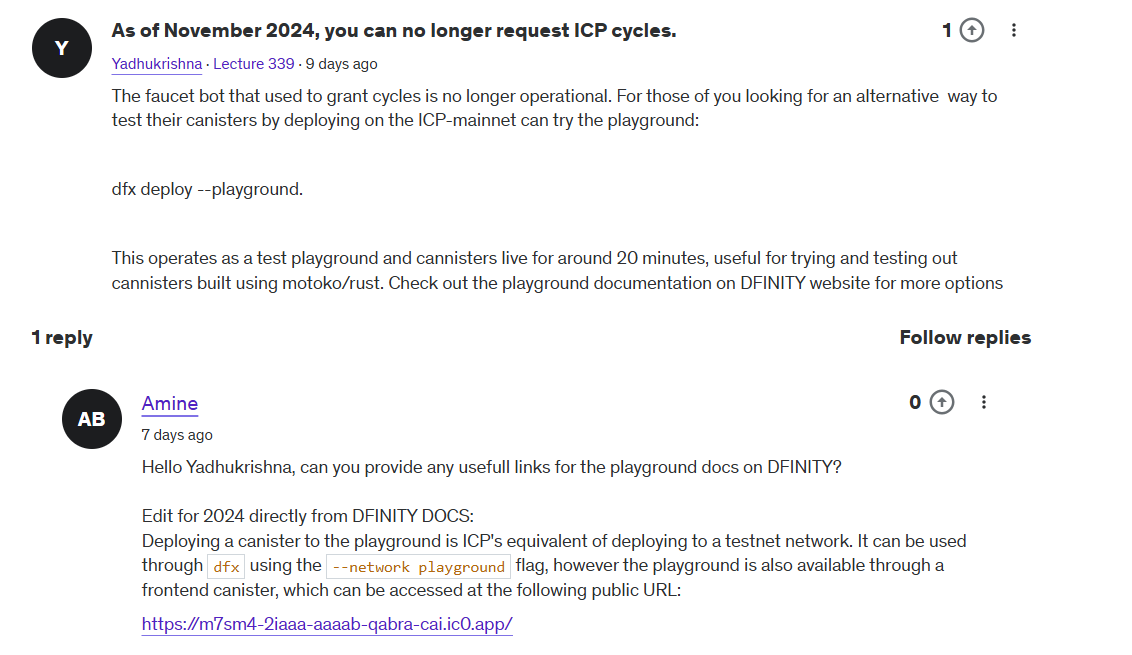 Y
As of November 2024, you can no longer request ICP cycles.
1
Yadhukrishna · Lecture 339 · 9 days ago
The faucet bot that used to grant cycles is no longer operational. For those of you looking for an alternative  way to
test their canisters by deploying on the ICP-mainnet can try the playground:
dfx deploy --playground.
This operates as a test playground and cannisters live for around 20 minutes, useful for trying and testing out
cannisters built using motoko/rust. Check out the playground documentation on DFINITY website for more options
1 reply
Follow replies
AB
Amine
0
7 days ago
Hello Yadhukrishna, can you provide any usefull links for the playground docs on DFINITY?
Edit for 2024 directly from DFINITY DOCS:
Deploying a canister to the playground is ICP's equivalent of deploying to a testnet network. It can be used
through dfx using the --network playground flag, however the playground is also available through a
frontend canister, which can be accessed at the following public URL:
https://m7sm4-2iaaa-aaaab-qabra-cai.ic0.app/